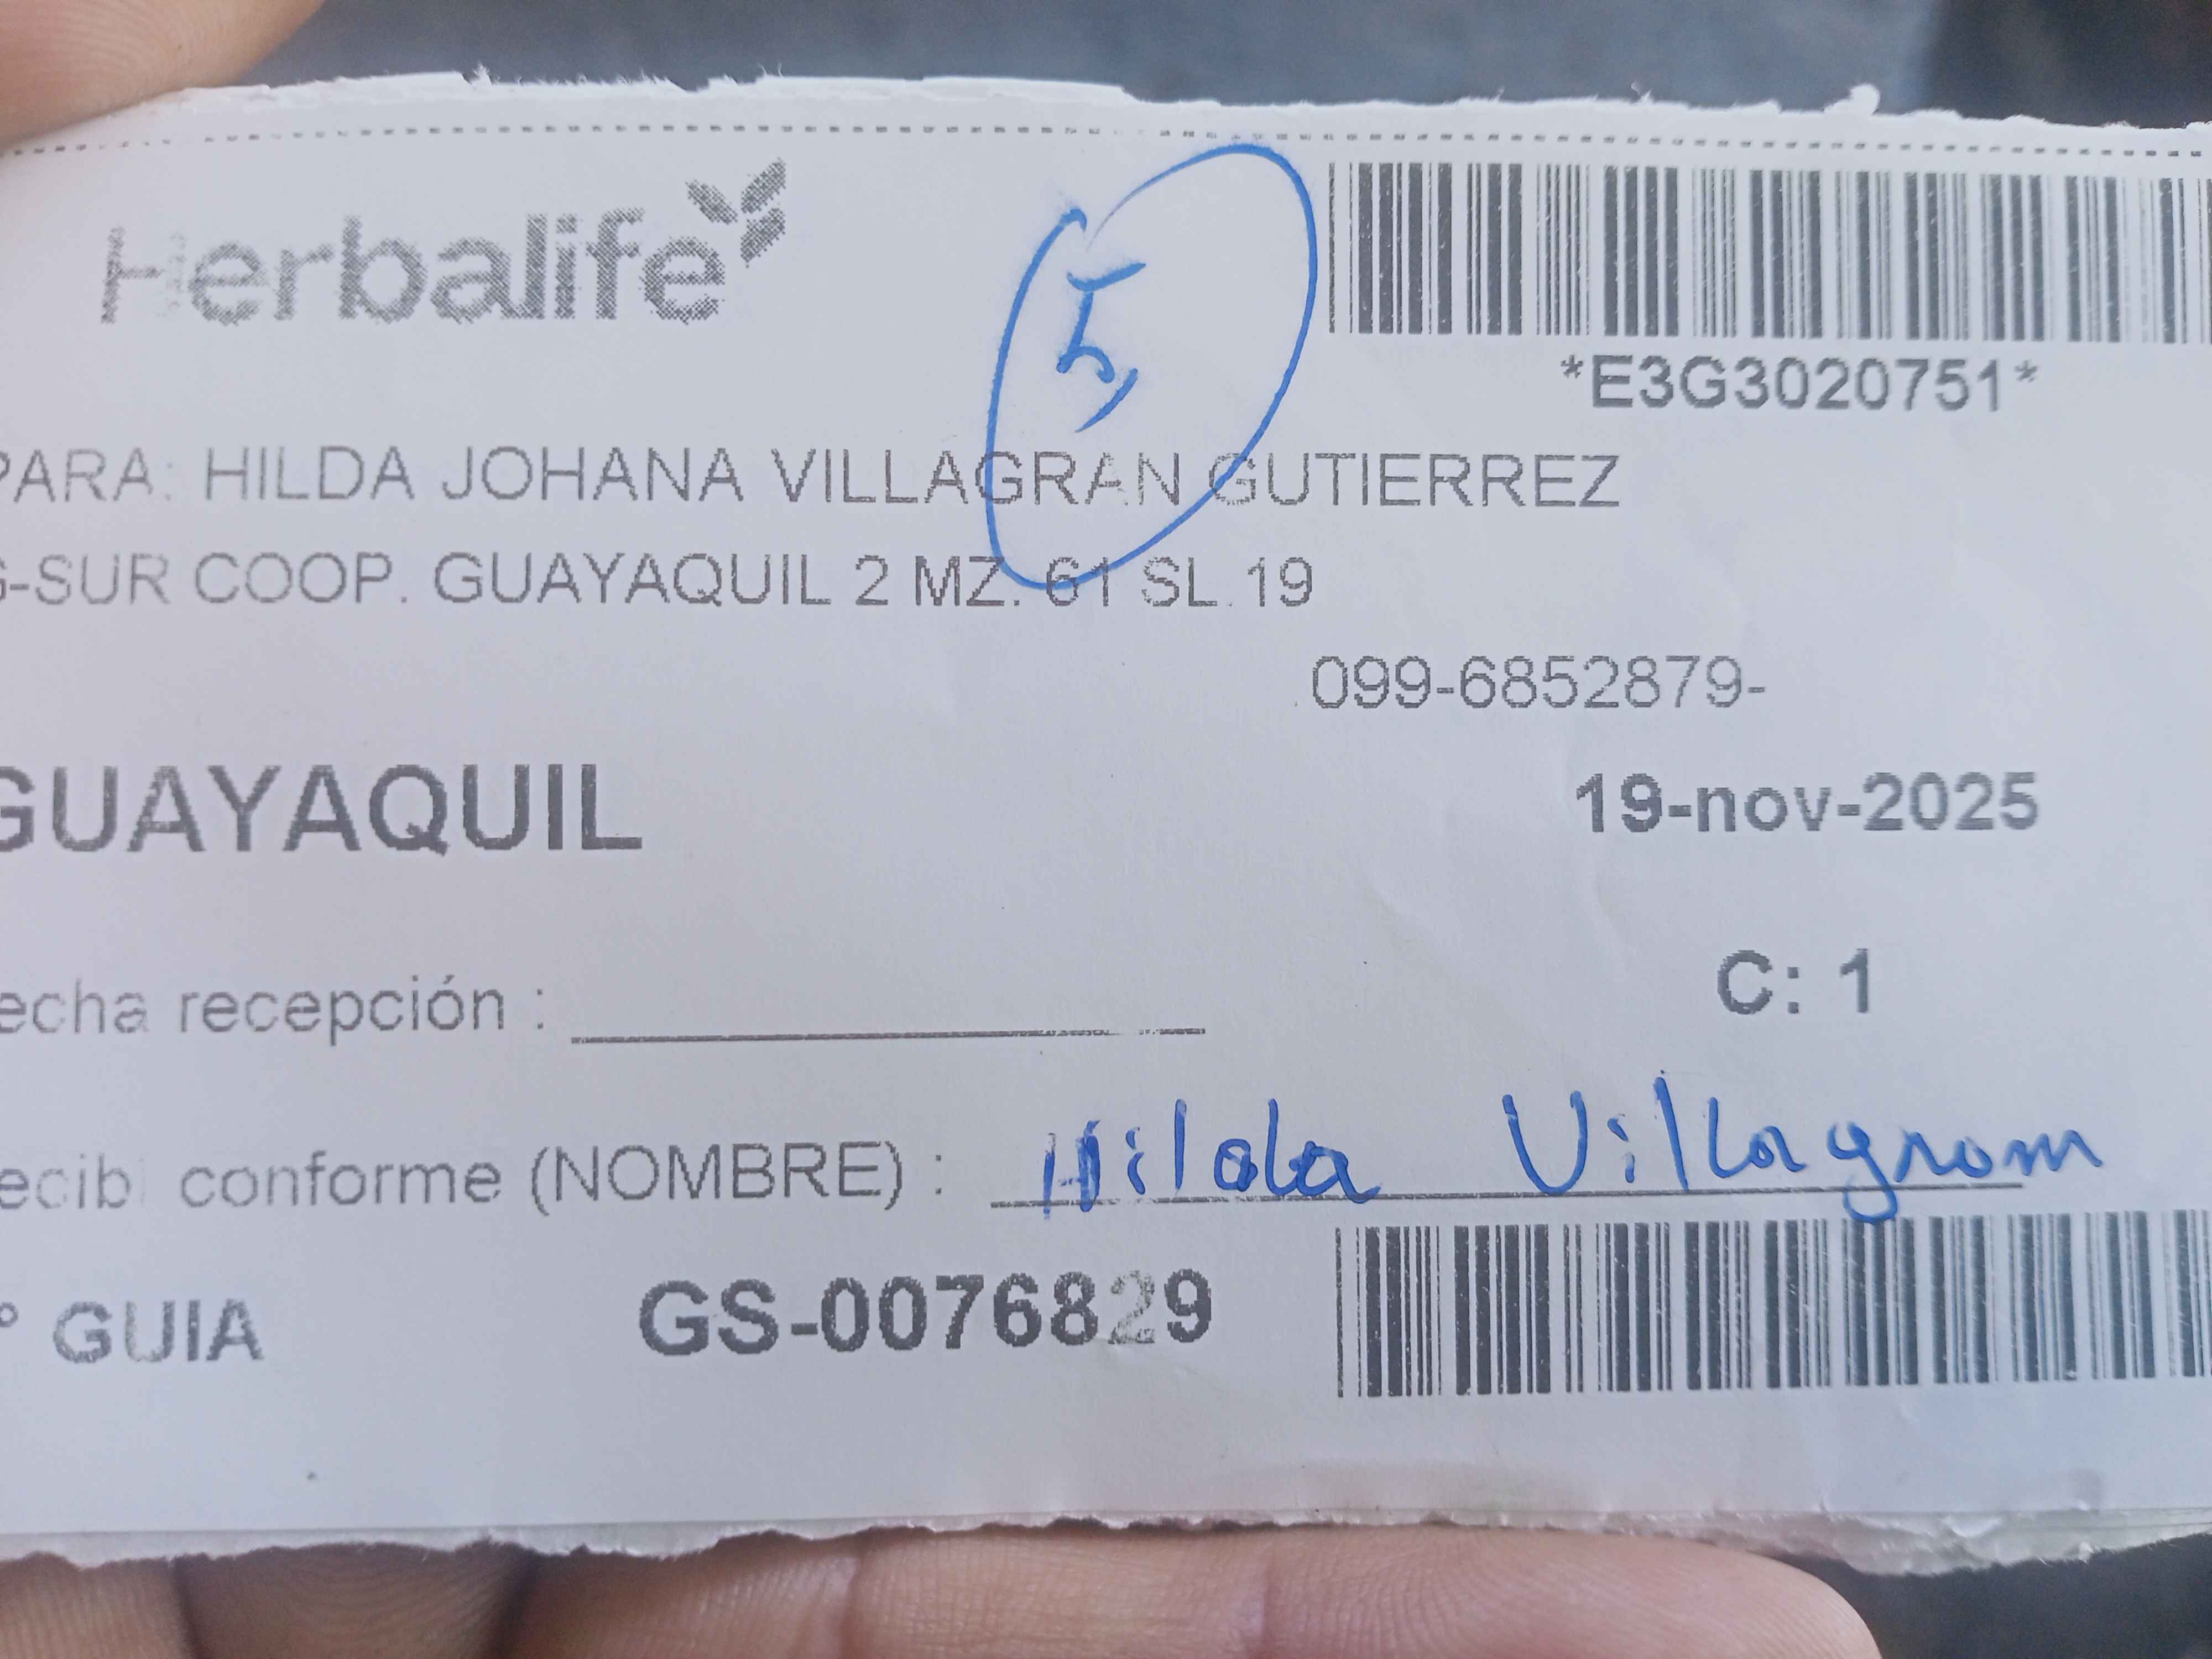 Herbalife
5,
*E3G3020751*
PARA: HILDA JOHANA VILLAGRAN GUTIERREZ
G-SUR COOP. GUAYAQUIL 2 MZ. 61 SL 19
099-6852879-
GUAYAQUIL
19-nov-2025
echa recepción :
C: 1
ecibi conforme (NOMBRE) : Hilda Villagram
° GUIA GS-0076829